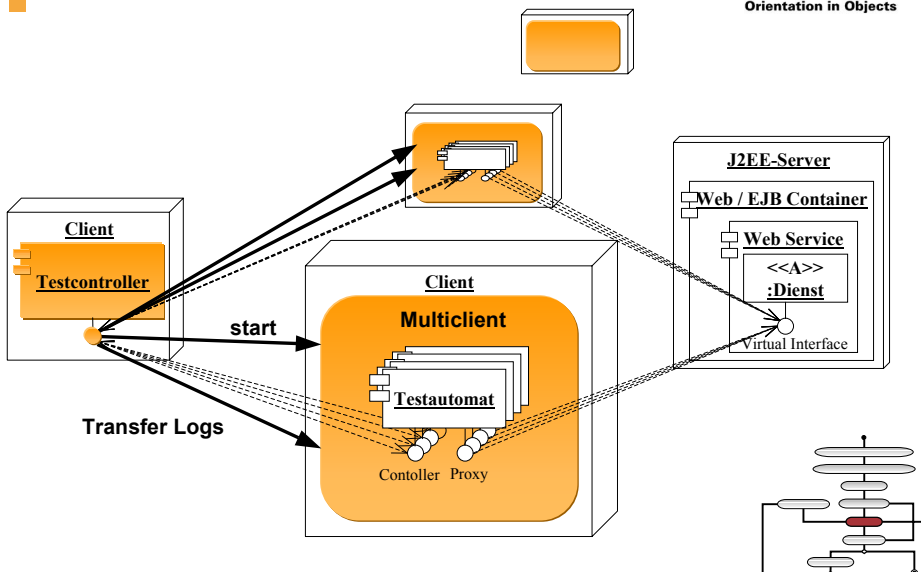 Orientation in Objects
J2EE-Server
Web / EJB Container
Web Service
<<A>>
:Dienst
Virtual Interface
Client
Testcontroller
Client
Multiclient
start
Testautomat
Transfer Logs
Contoller
Proxy